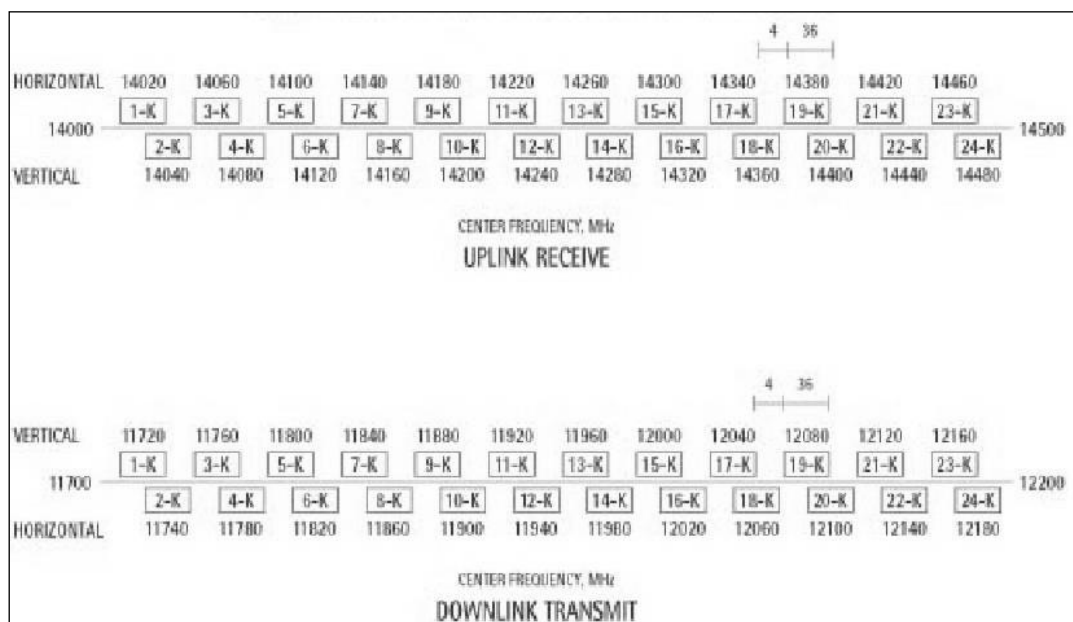 4 36
HORIZONTAL 14020 14060 14100 14140 14180 14220 14260 14300 14340 14380 14420 14460
1-K 3-K 5-K 7-K 9-K 11-K 13-K 15-K 17-K 19-K 21-K 23-K
14000 14500
2-K 4-K 6-K 8-K 10-K 12-K 14-K 16-K 18-K 20-K 22-K 24-K
VERTICAL 14040 14080 14120 14160 14200 14240 14280 14320 14360 14400 14440 14480
CENTER FREQUENCY, MHz
UPLINK RECEIVE
4 36
VERTICAL 11720 11760 11800 11840 11880 11920 11960 12000 12040 12080 12120 12160
1-K 3-K 5-K 7-K 9-K 11-K 13-K 15-K 17-K 19-K 21-K 23-K
11700 12200
2-K 4-K 6-K 8-K 10-K 12-K 14-K 16-K 18-K 20-K 22-K 24-K
HORIZONTAL 11740 11780 11820 11860 11900 11940 11980 12020 12060 12100 12140 12180
CENTER FREQUENCY, MHz
DOWNLINK TRANSMIT